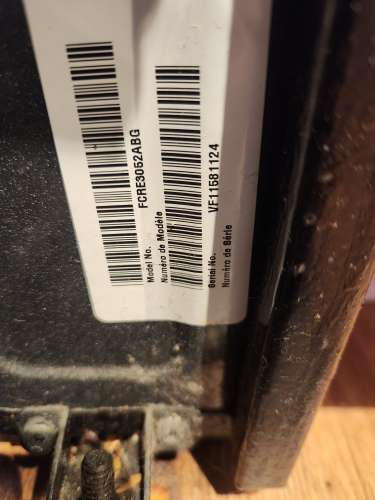 FCRE3052ABG
Model No.
Numéro de Modèle
VF11581124
Serial No.
Numéro de Série